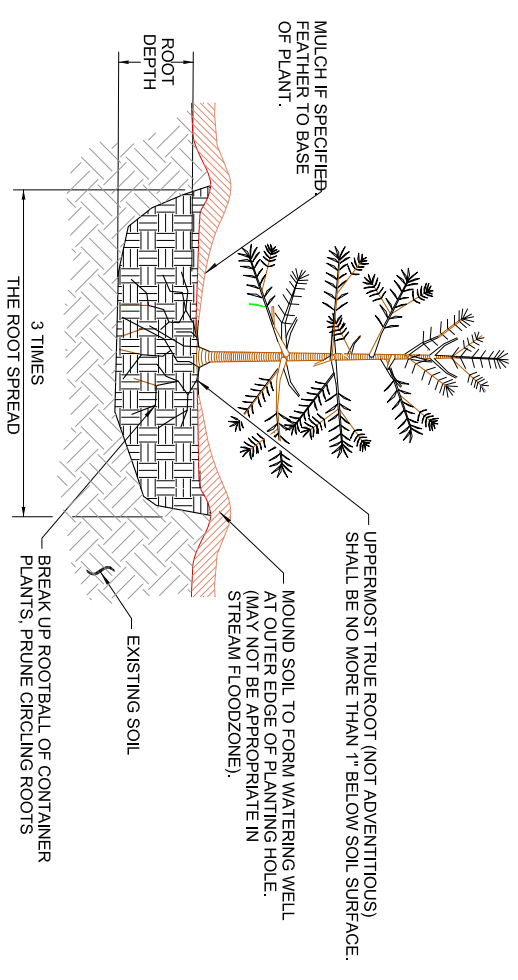 MULCH IF SPECIFIED.
FEATHER TO BASE
OF PLANT.
ROOT
DEPTH
UPPERMOST TRUE ROOT (NOT ADVENTITIOUS)
SHALL BE NO MORE THAN 1" BELOW SOIL SURFACE.
MOUND SOIL TO FORM WATERING WELL
AT OUTER EDGE OF PLANTING HOLE.
(MAY NOT BE APPROPRIATE IN
STREAM FLOODZONE).
EXISTING SOIL
BREAK UP ROOTBALL OF CONTAINER
PLANTS, PRUNE CIRCLING ROOTS
3 TIMES
THE ROOT SPREAD